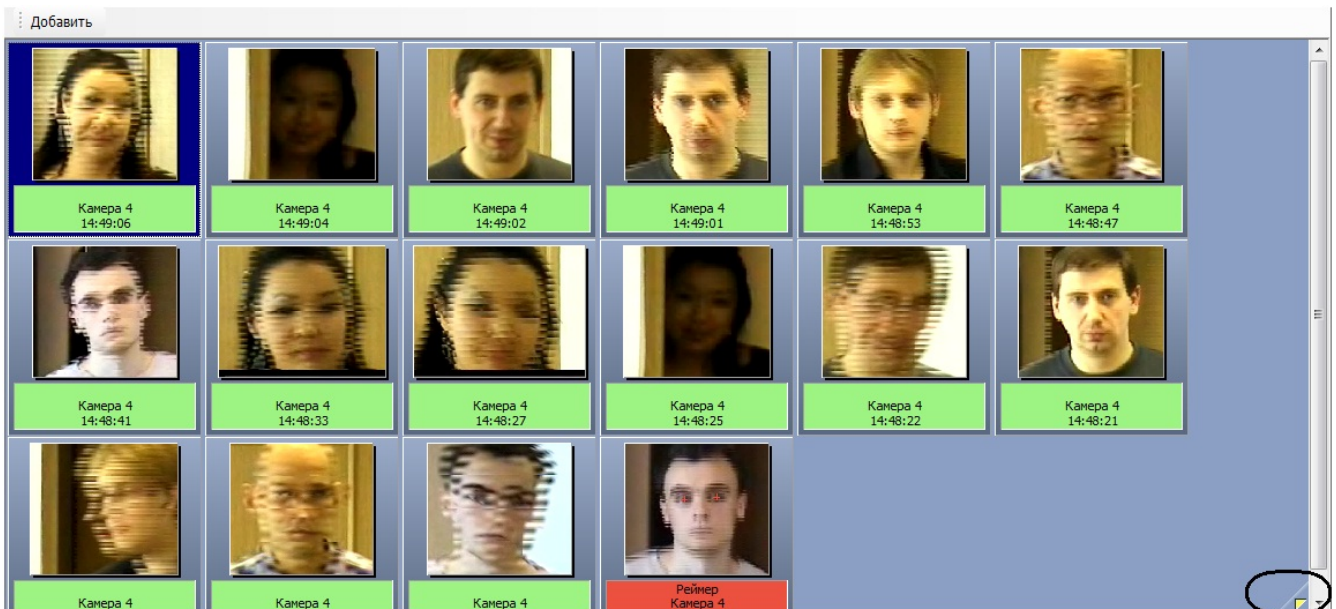 Добавить
Камера 4
14:49:06
Камера 4
14:49:04
Камера 4
14:49:02
Камера 4
14:49:01
Камера 4
14:48:53
Камера 4
14:48:47
Камера 4
14:48:41
Камера 4
14:48:33
Камера 4
14:48:27
Камера 4
14:48:25
Камера 4
14:48:22
Камера 4
14:48:21
Камера 4
Камера 4
Камера 4
Реймер
Камера 4